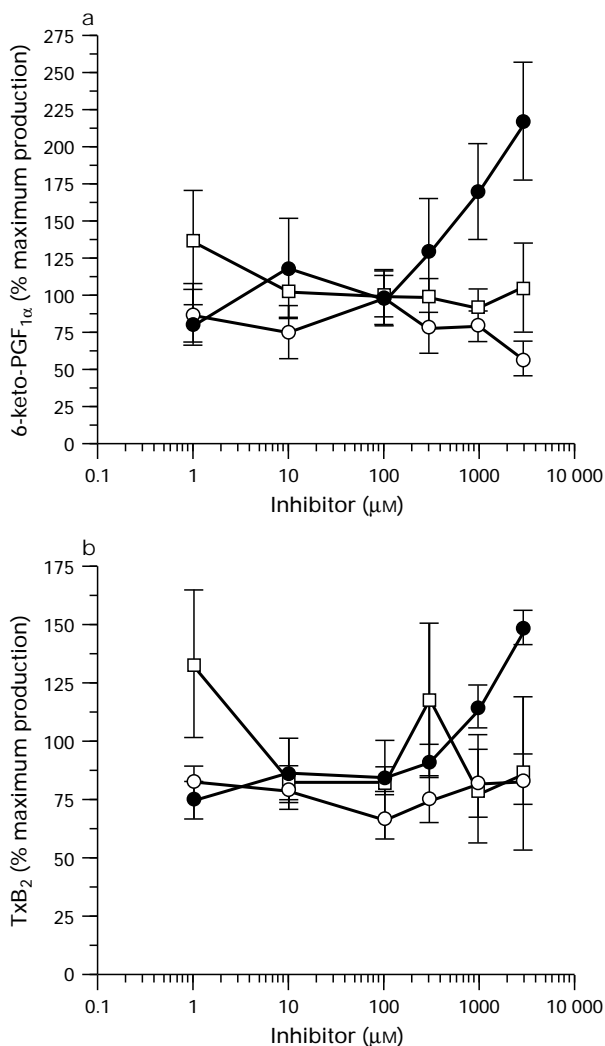 a
6-keto-PGF1α (% maximum production)
275
250
225
200
175
150
125
100
75
50
25
0
0.1 1 10 100 1000 10 000
Inhibitor (µM)
b
TxB2 (% maximum production)
175
150
125
100
75
50
25
0
0.1 1 10 100 1000 10 000
Inhibitor (µM)